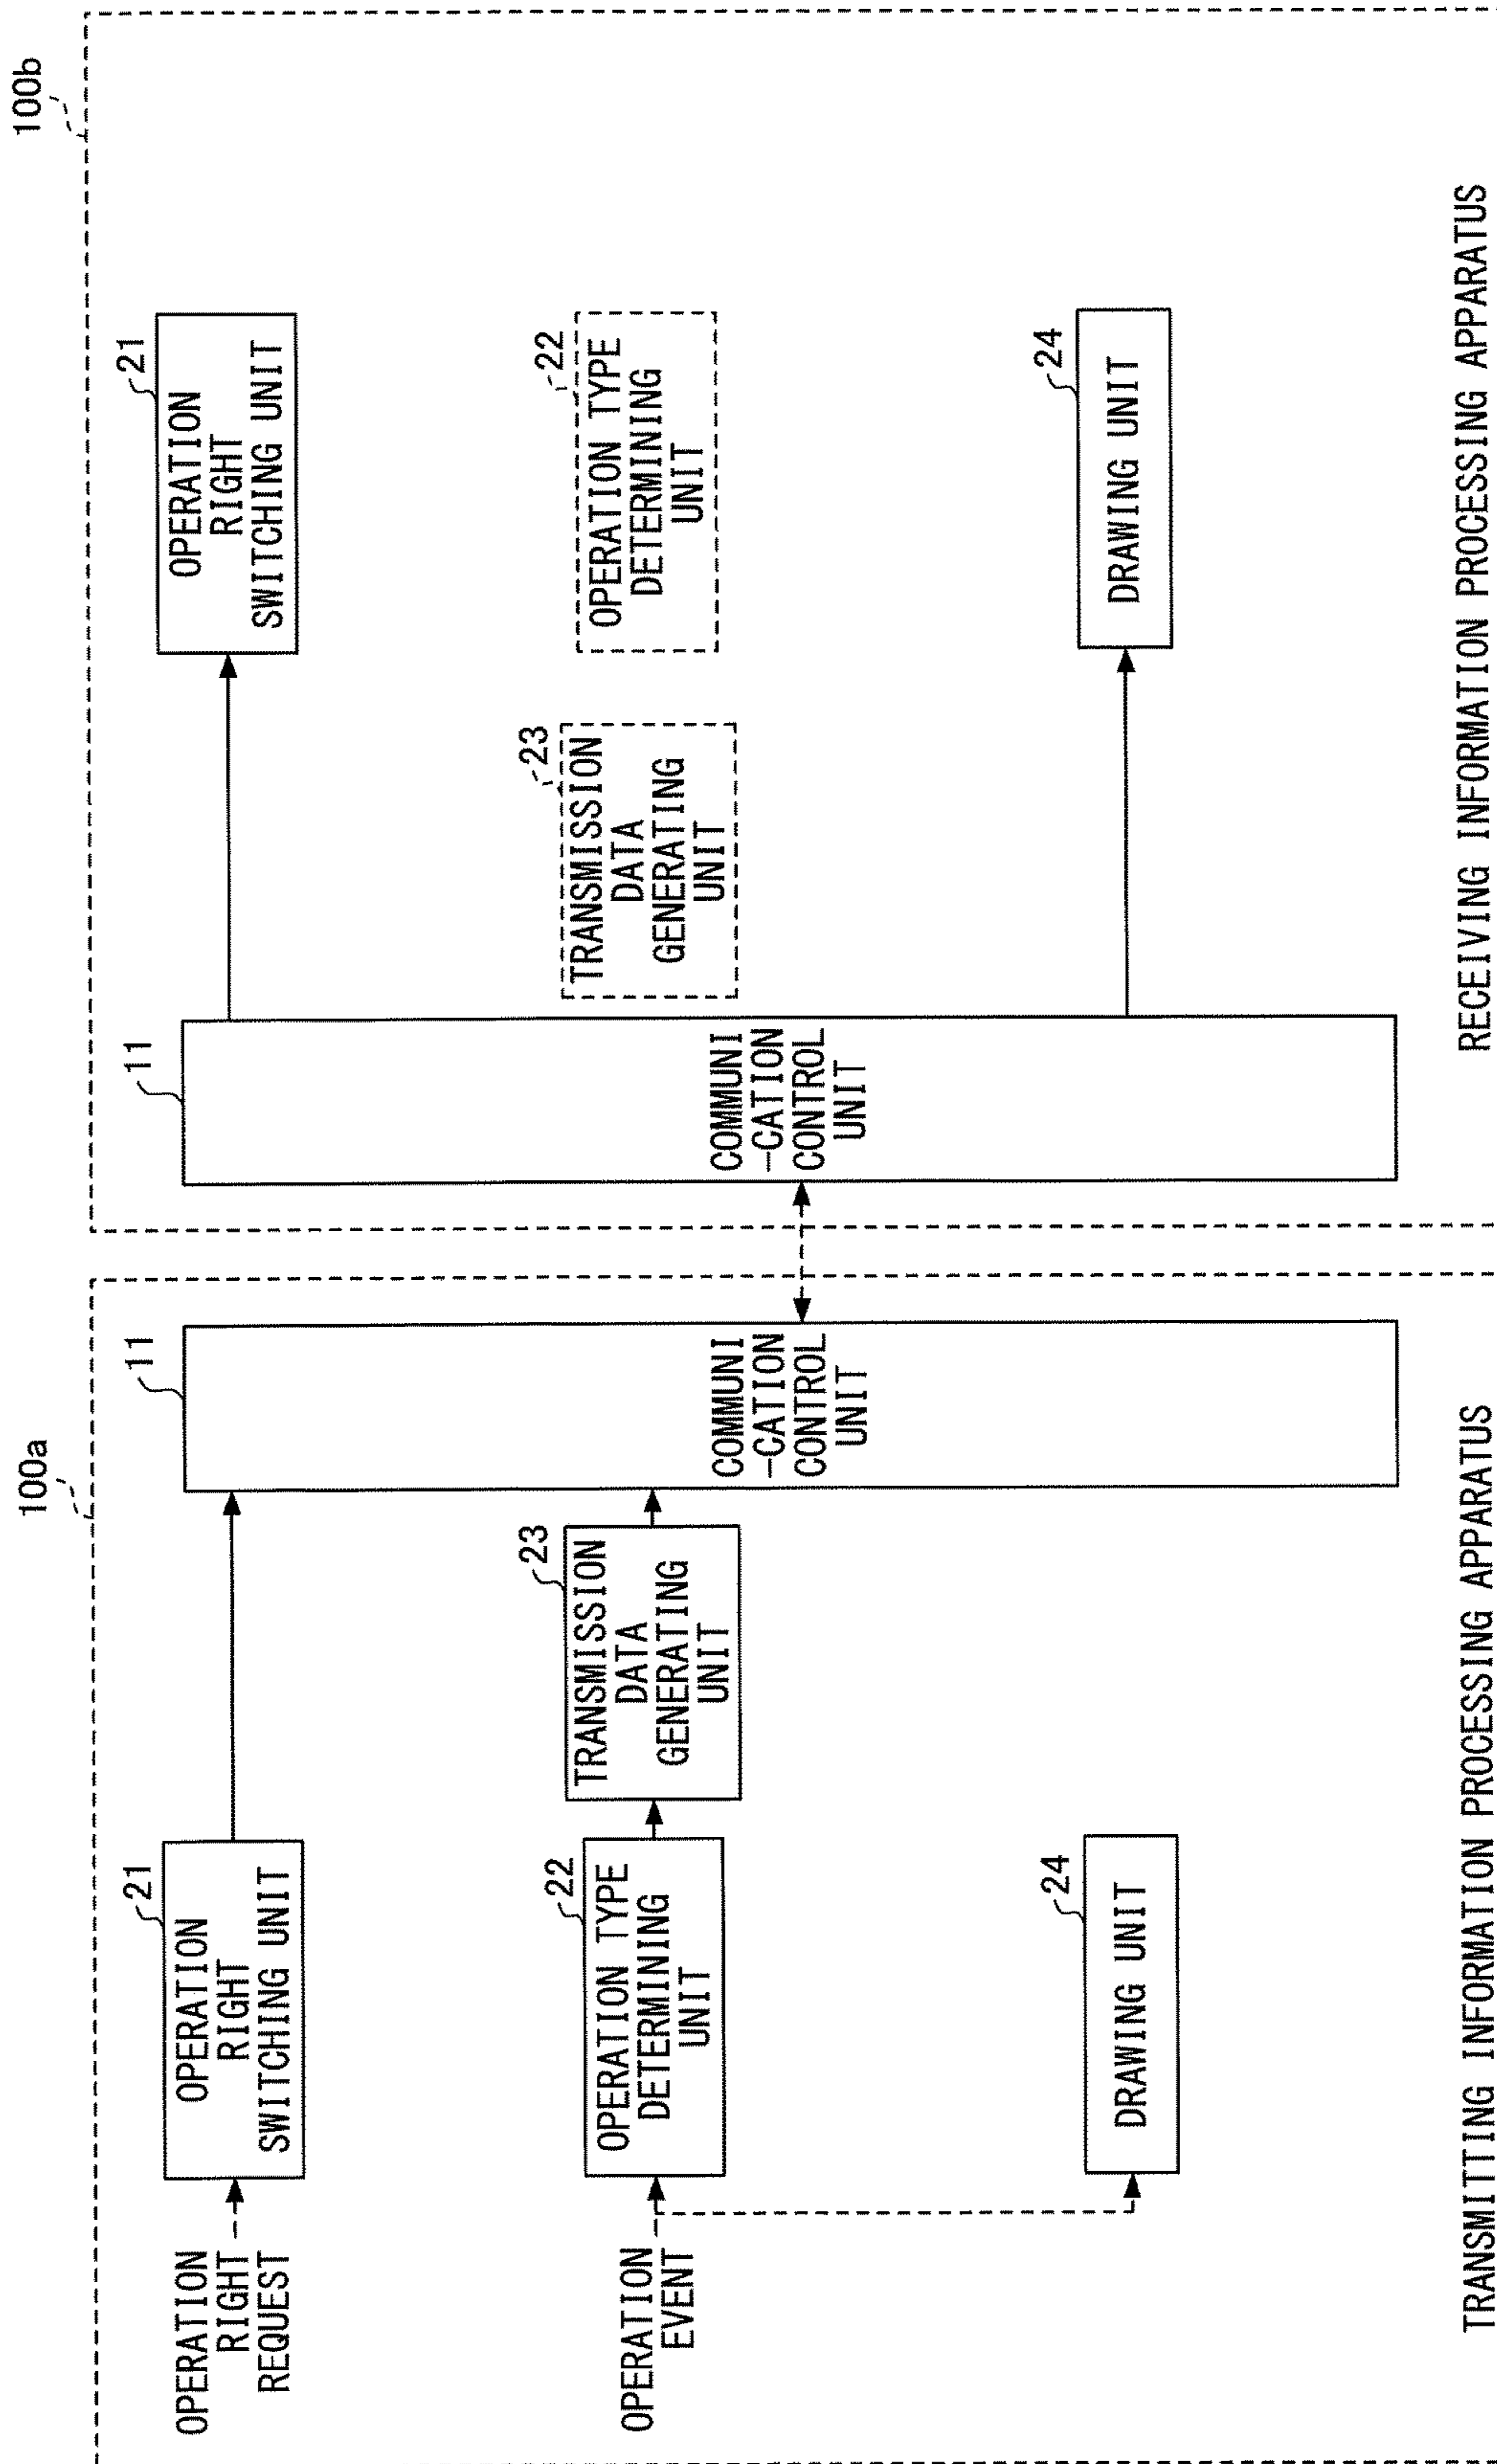 100a
OPERATION
RIGHT
REQUEST
21
OPERATION
RIGHT
SWITCHING UNIT
11
COMMUNI
-CATION
CONTROL
UNIT
OPERATION
EVENT
22
OPERATION TYPE
DETERMINING
UNIT
23
TRANSMISSION
DATA
GENERATING
UNIT
24
DRAWING UNIT
TRANSMITTING INFORMATION PROCESSING APPARATUS
100b
11
COMMUNI
-CATION
CONTROL
UNIT
21
OPERATION
RIGHT
SWITCHING UNIT
23
TRANSMISSION
DATA
GENERATING
UNIT
22
OPERATION TYPE
DETERMINING
UNIT
24
DRAWING UNIT
RECEIVING INFORMATION PROCESSING APPARATUS